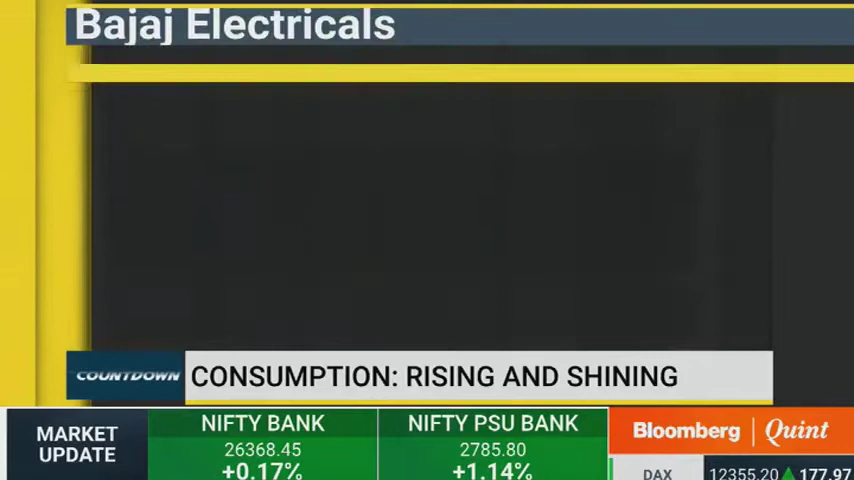 Bajaj Electricals
COUNTDOWN
CONSUMPTION: RISING AND SHINING
MARKET UPDATE
NIFTY BANK
26368.45
+0.17%
NIFTY PSU BANK
2785.80
+1.14%
Bloomberg | Quint
DAX 12355.20 ▲ 177.97